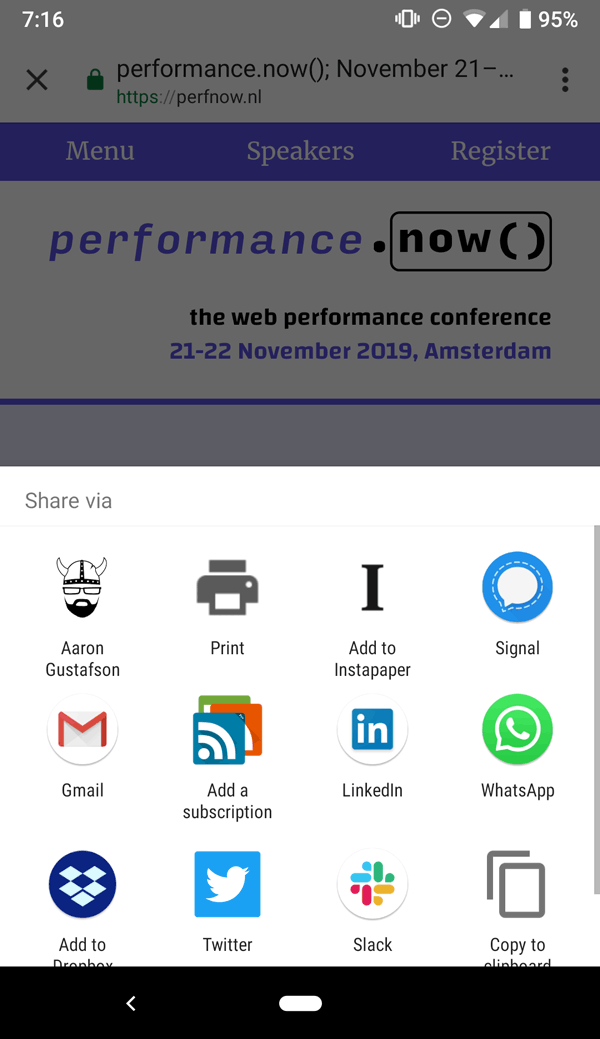 7:16
95%
performance.now(); November 21–...
https://perfnow.nl
Menu Speakers Register
performance.now()
the web performance conference
21-22 November 2019, Amsterdam
Share via
Aaron Gustafson
Print
Add to Instapaper
Signal
Gmail
Add a subscription
LinkedIn
WhatsApp
Add to Dropbox
Twitter
Slack
Copy to clipboard